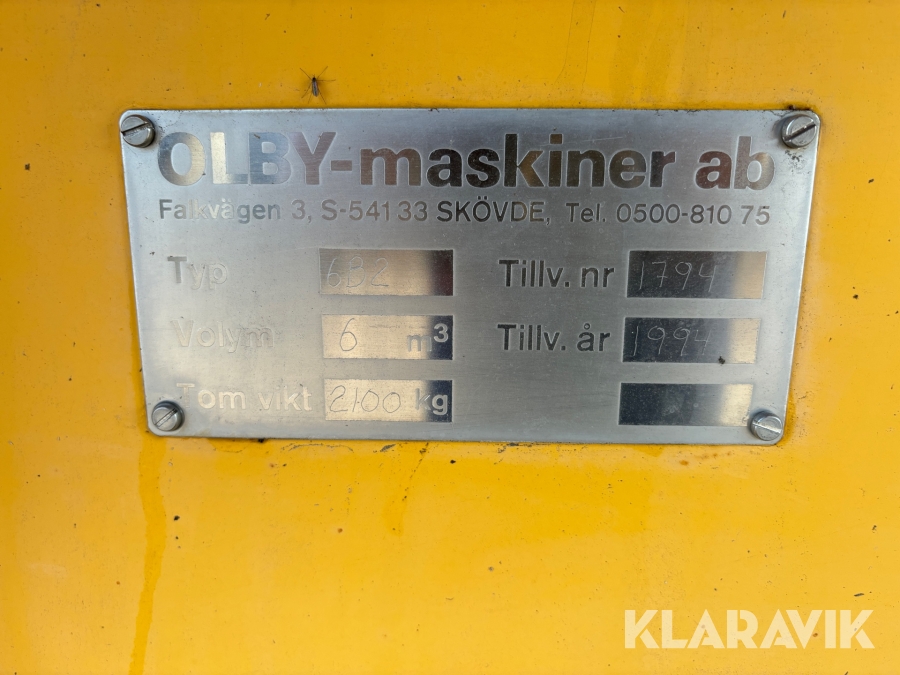 OLBY-maskiner ab
Falkvägen 3, S-541 33 SKÖVDE, Tel. 0500-810 75
Typ 6B2 Tillv. nr 1794
Volym 6 m³ Tillv. år 1994
Tom vikt 2100 kg
KLARAVIK